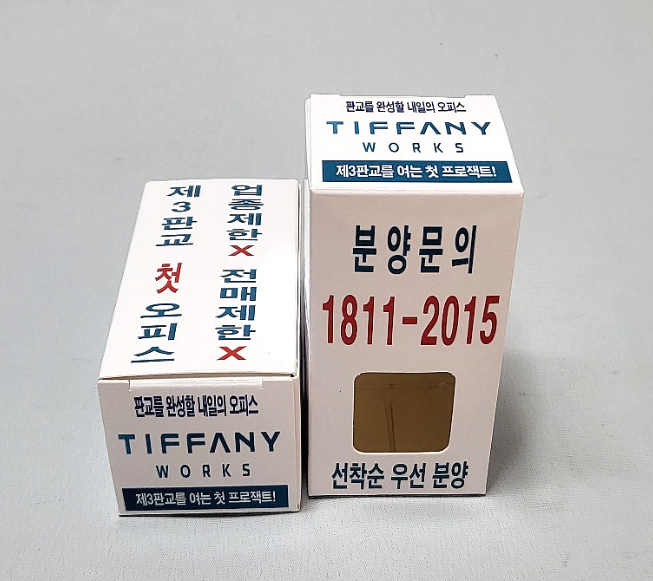 업종제한X 전매제한X
제3판교 첫 오피스
판교를 완성할 내일의 오피스
TIFFANY
WORKS
제3판교를 여는 첫 프로잭트!
판교를 완성할 내일의 오피스
TIFFANY
WORKS
제3판교를 여는 첫 프로잭트!
분양문의
1811-2015
선착순 우선 분양